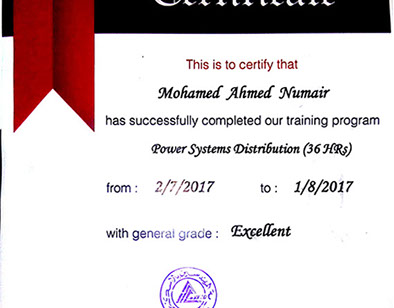 Certificate
This is to certify that
Mohamed Ahmed Numair
has successfully completed our training program
Power Systems Distribution (36 HRs)
from : 2/7/2017 to : 1/8/2017
with general grade : Excellent